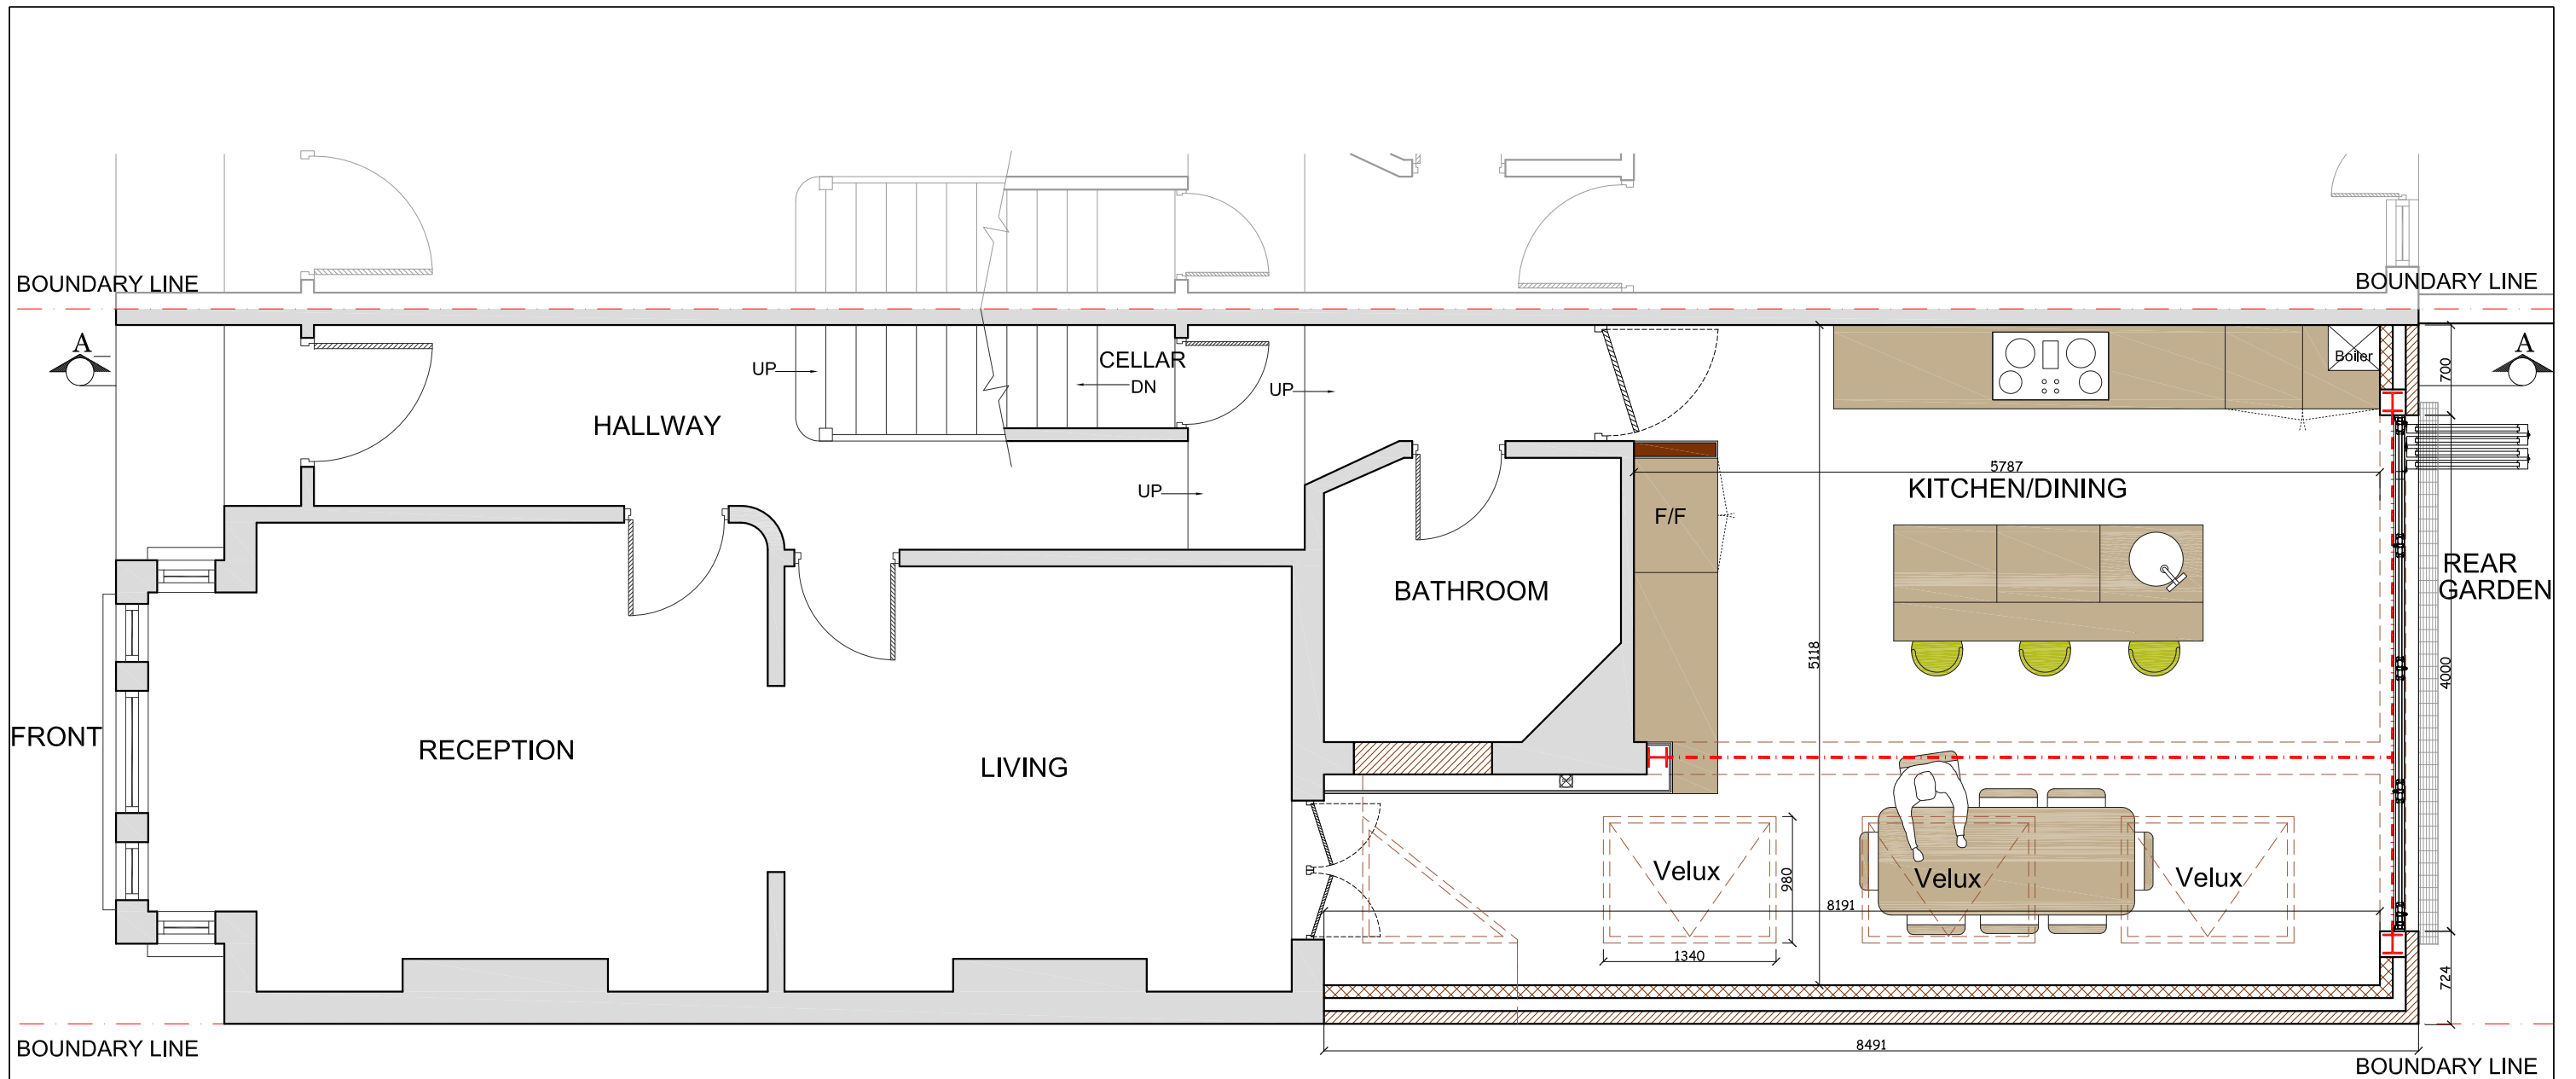 BOUNDARY LINE
BOUNDARY LINE
A
A
CELLAR
DN
UP
UP
UP
Boiler
700
HALLWAY
5787
KITCHEN/DINING
F/F
REAR
GARDEN
BATHROOM
5118
4000
FRONT
RECEPTION
LIVING
Velux
Velux
Velux
980
8191
1340
724
8491
BOUNDARY LINE
BOUNDARY LINE